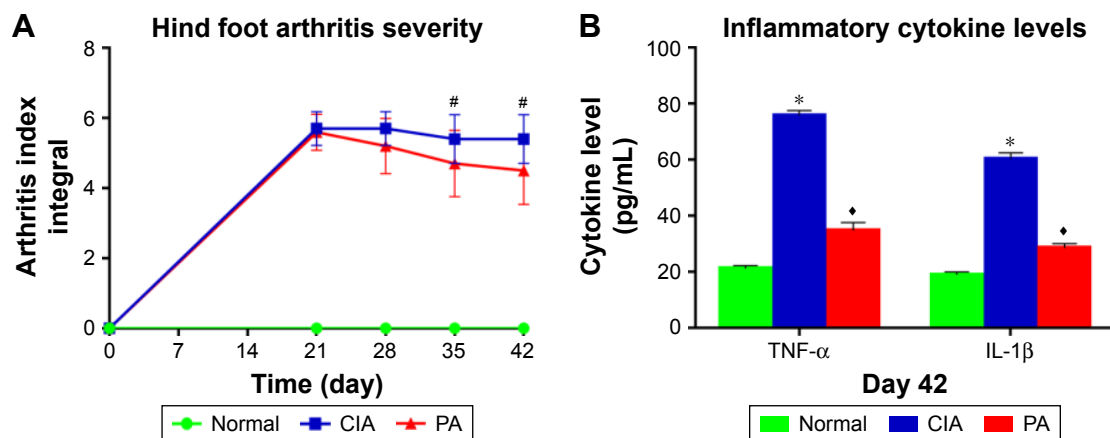 A
Hind foot arthritis severity
Arthritis index
integral
8
6
4
2
0
#
#
0
7
14
21
28
35
42
Time (day)
Normal
CIA
PA
B
Inflammatory cytokine levels
Cytokine level
(pg/mL)
100
80
60
40
20
0
*
♦
*
♦
TNF-α
IL-1β
Day 42
Normal
CIA
PA